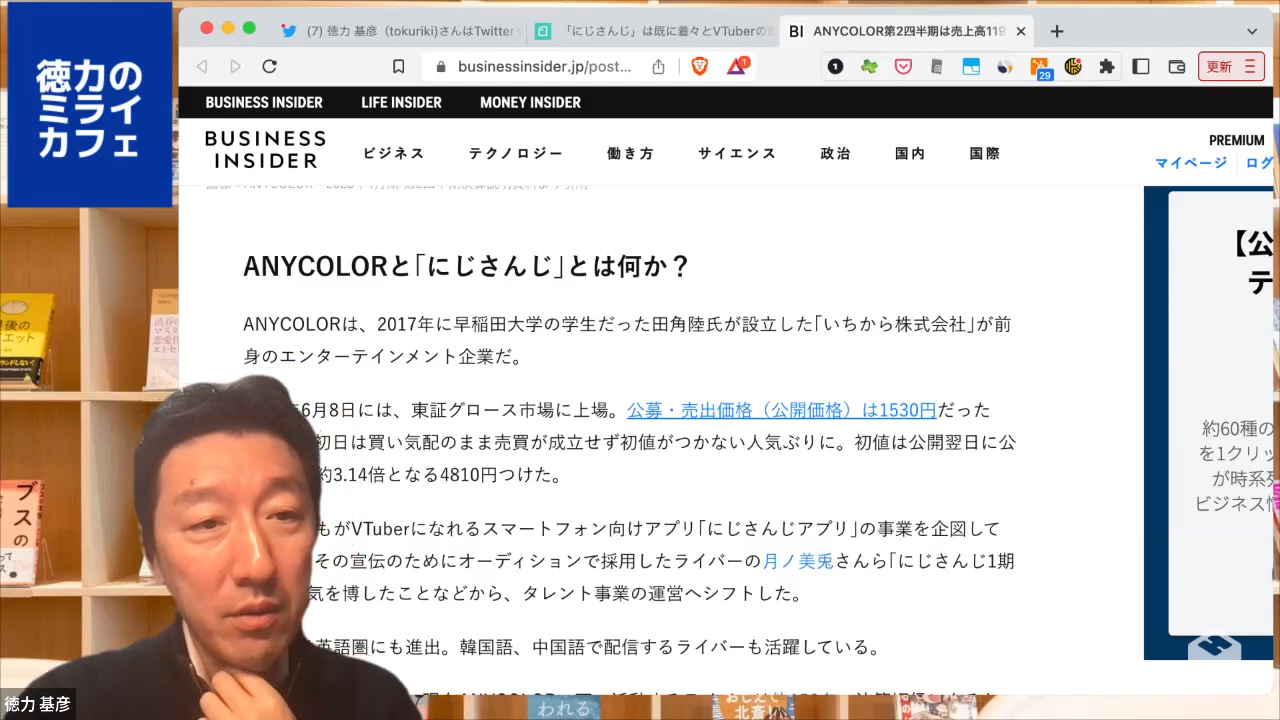 徳力の
ミライ
カフェ
(7) 徳力 基彦（tokuriki)さんはTwitter
「にじさんじ」は既に着々とVTuberの
BI ANYCOLOR第2四半期は売上高119
businessinsider.jp/post...
1
29
更新
BUSINESS INSIDER LIFE INSIDER MONEY INSIDER
BUSINESS
INSIDER
ビジネス テクノロジー 働き方 サイエンス 政治 国内 国際
PREMIUM
マイページ ログ
ANYCOLORと「にじさんじ」とは何か？
ANYCOLORは、2017年に早稲田大学の学生だった田角陸氏が設立した「いちから株式会社」が前
身のエンターテインメント企業だ。
6月8日には、東証グロース市場に上場。公募・売出価格（公開価格）は1530円だった
初日は買い気配のまま売買が成立せず初値がつかない人気ぶりに。初値は公開翌日に公
約3.14倍となる4810円つけた。
もがVTuberになれるスマートフォン向けアプリ「にじさんじアプリ」の事業を企図して
その宣伝のためにオーディションで採用したライバーの月ノ美兎さんら「にじさんじ1期
気を博したことなどから、タレント事業の運営へシフトした。
英語圏にも進出。韓国語、中国語で配信するライバーも活躍している。
【公
テ
約60種の
を1クリッ
が時系列
ビジネス情
ブスの
われる
徳力 基彦